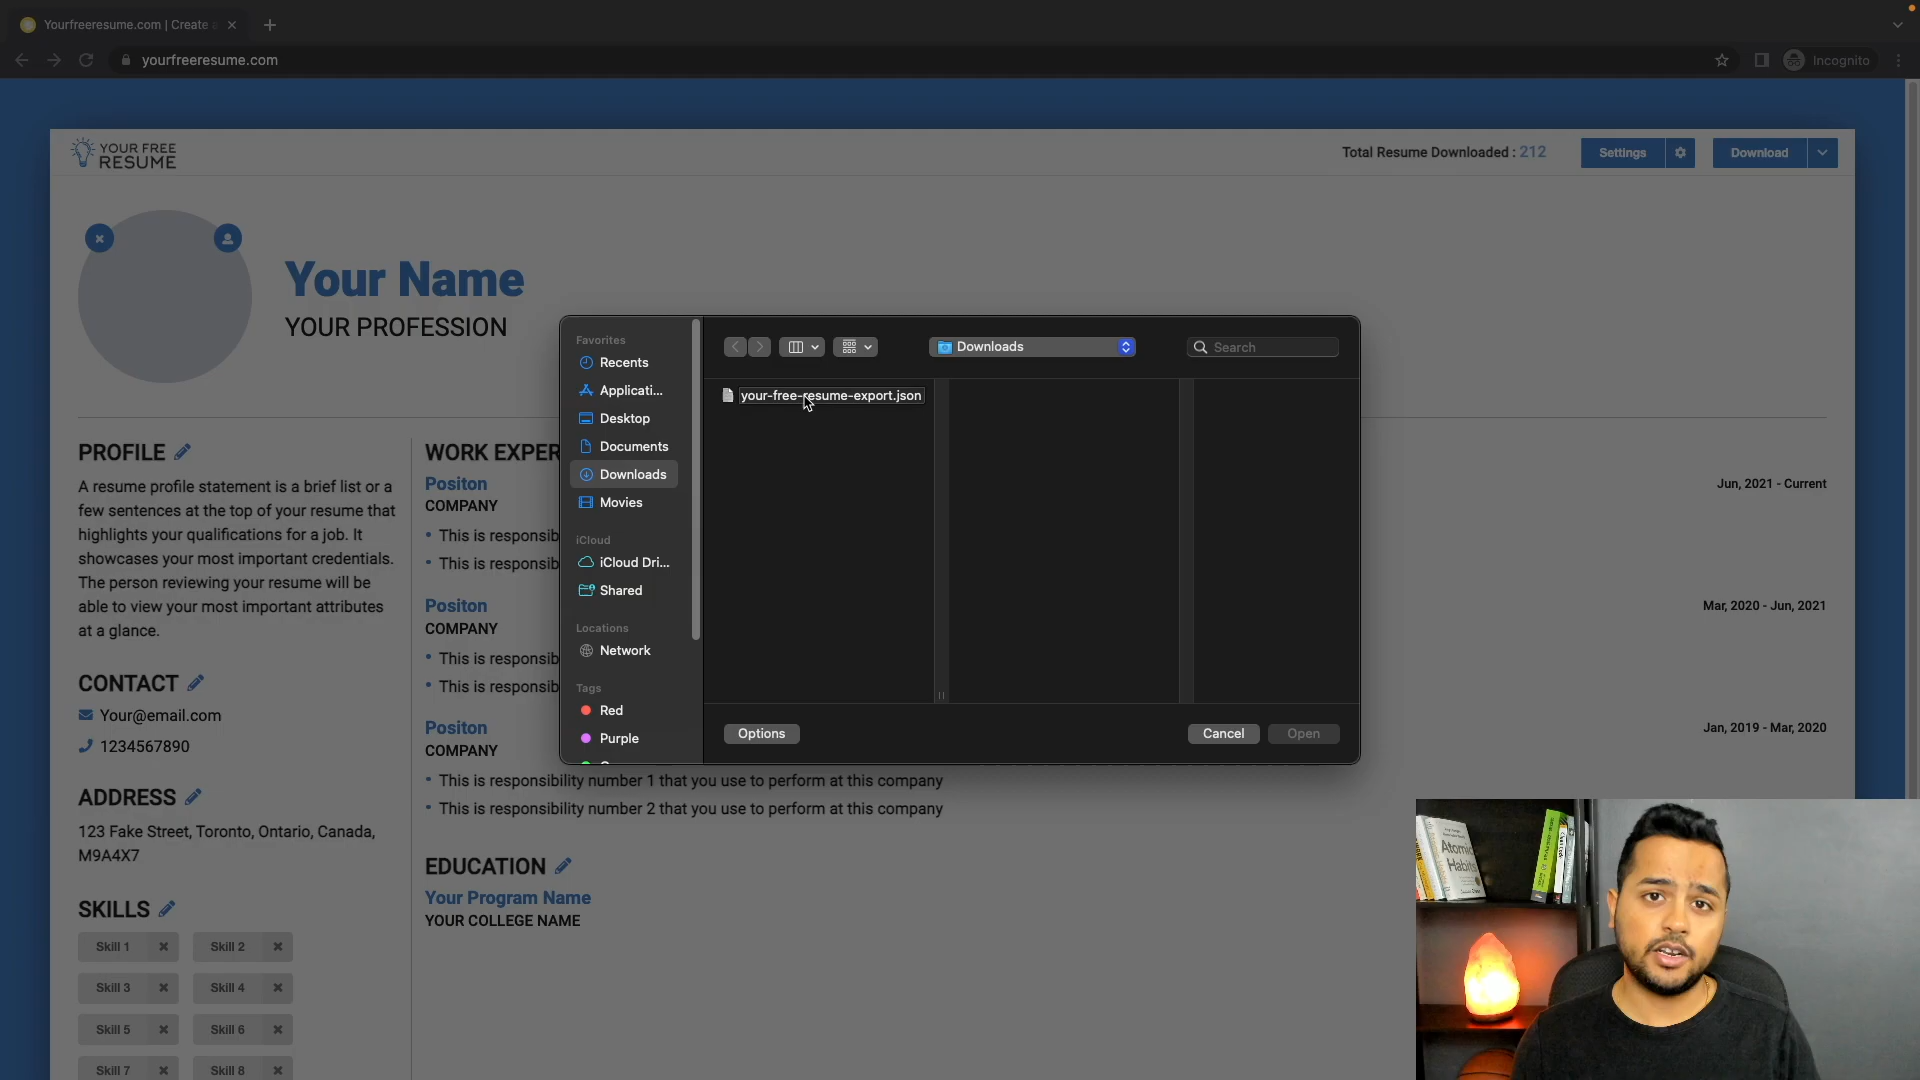 Yourfreeresume.com | Create a
yourfreeresume.com
Incognito
YOUR FREE
RESUME
Total Resume Downloaded : 212
Settings
Download
Your Name
YOUR PROFESSION
Favorites
Recents
Applicati...
Desktop
Documents
Downloads
Movies
iCloud
iCloud Dri...
Shared
Locations
Network
Tags
Red
Purple
Downloads
Search
your-free-resume-export.json
Options
Cancel
Open
PROFILE
A resume profile statement is a brief list or a
few sentences at the top of your resume that
highlights your qualifications for a job. It
showcases your most important credentials.
The person reviewing your resume will be
able to view your most important attributes
at a glance.
CONTACT
Your@email.com
1234567890
ADDRESS
123 Fake Street, Toronto, Ontario, Canada,
M9A4X7
SKILLS
Skill 1
Skill 2
Skill 3
Skill 4
Skill 5
Skill 6
Skill 7
Skill 8
WORK EXPER
Positon
Jun, 2021 - Current
COMPANY
• This is responsib
• This is responsib
Positon
Mar, 2020 - Jun, 2021
COMPANY
• This is responsib
• This is responsib
Positon
Jan, 2019 - Mar, 2020
COMPANY
• This is responsibility number 1 that you use to perform at this company
• This is responsibility number 2 that you use to perform at this company
EDUCATION
Your Program Name
YOUR COLLEGE NAME
Atomic
Habits